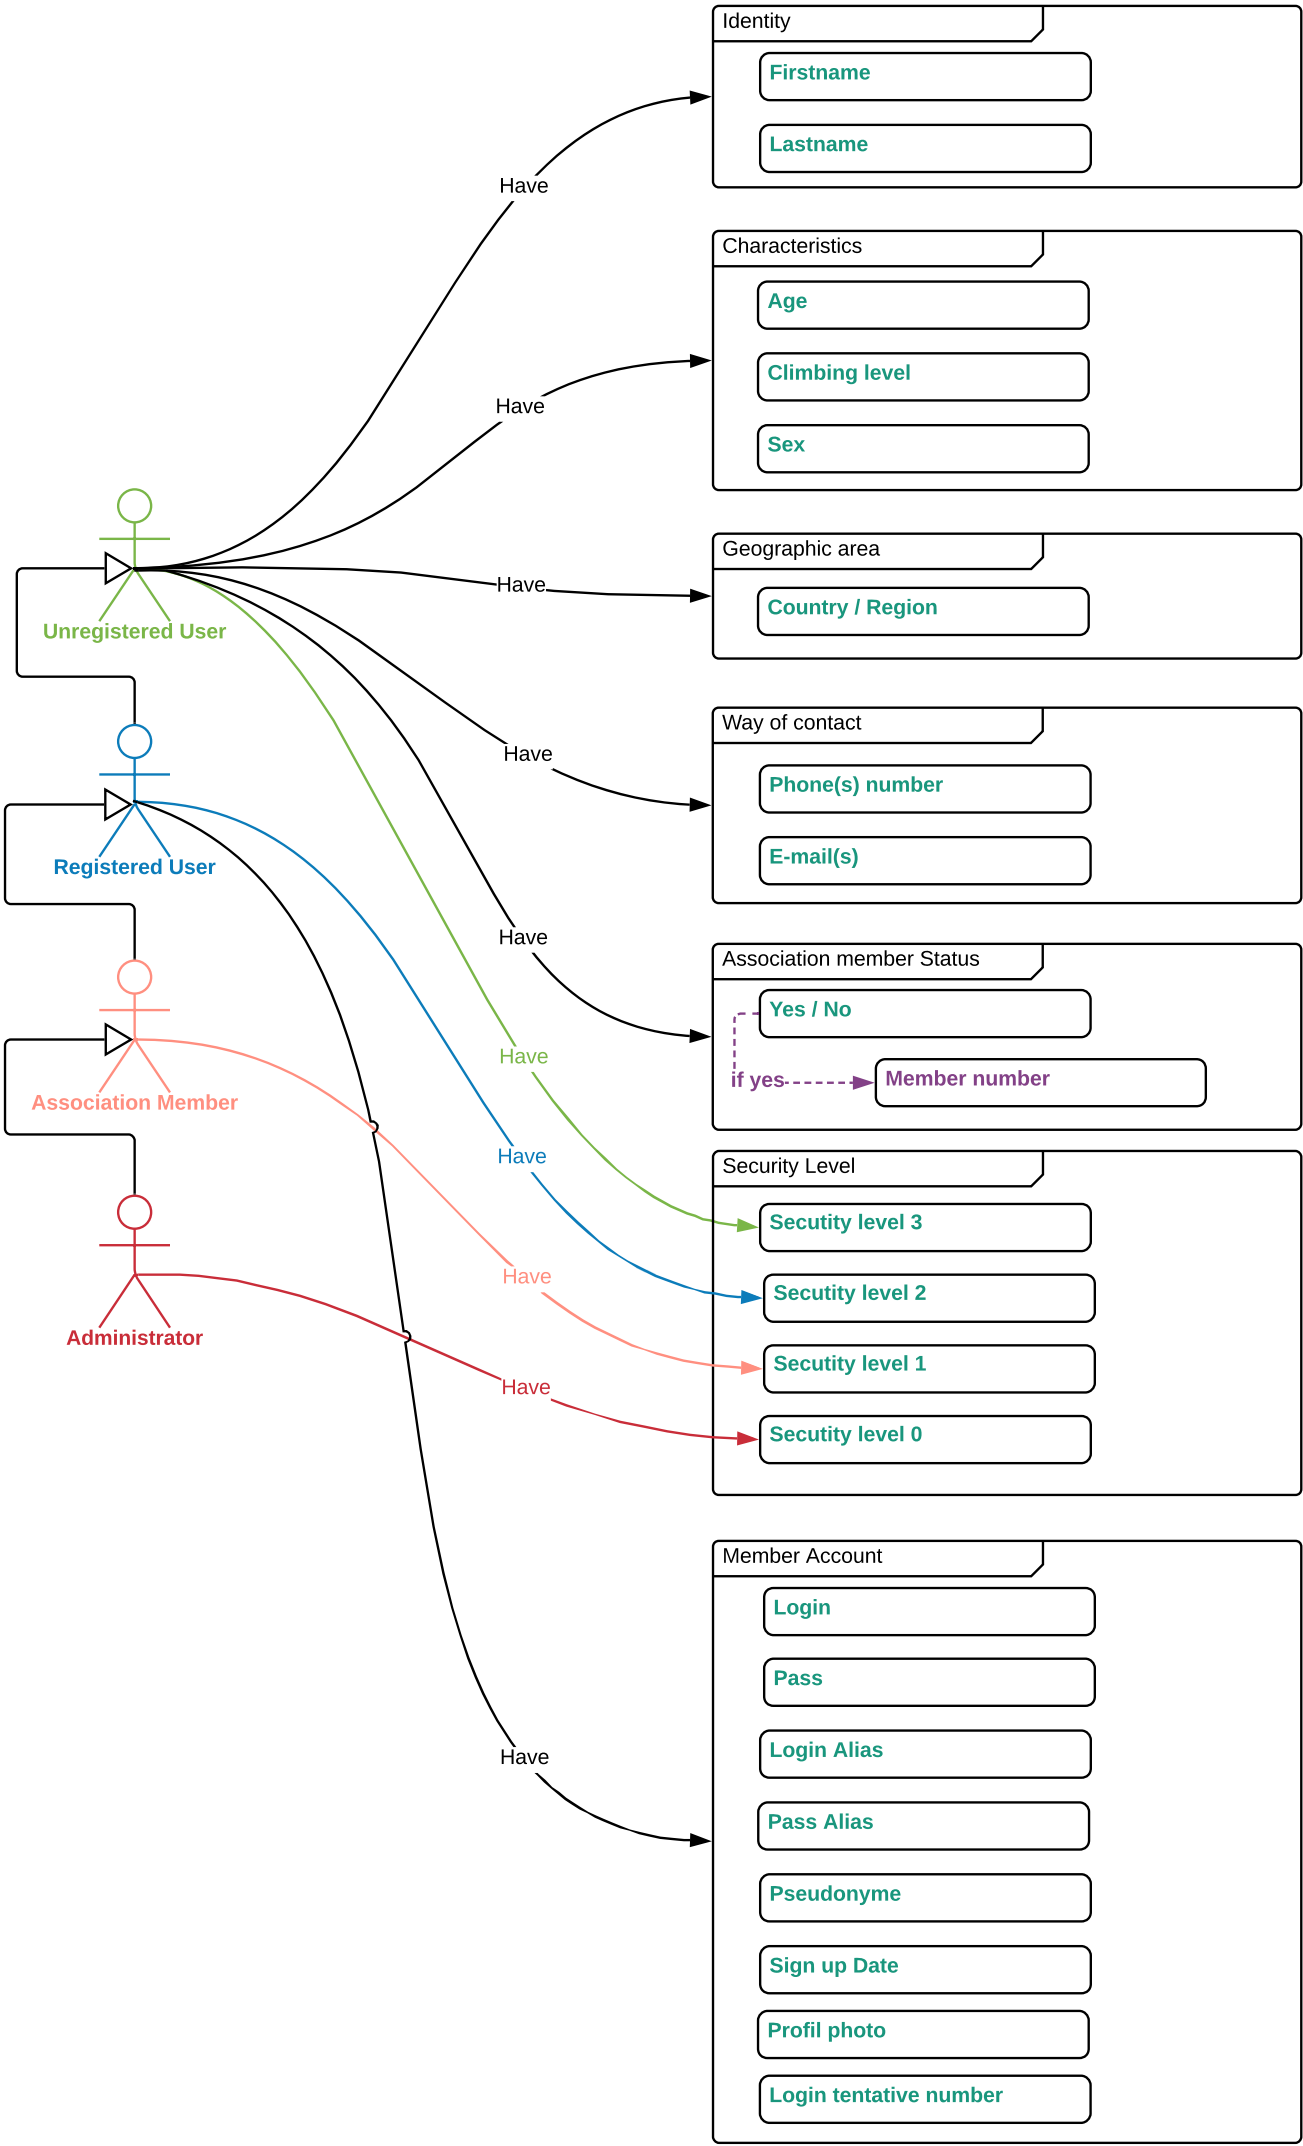 Identity
Firstname
Lastname
Have
Characteristics
Age
Climbing level
Sex
Have
Geographic area
Country / Region
Have
Unregistered User
Way of contact
Phone(s) number
E-mail(s)
Have
Registered User
Association member Status
Yes / No
if yes
Member number
Have
Have
Association Member
Security Level
Secutity level 3
Secutity level 2
Secutity level 1
Secutity level 0
Have
Have
Have
Administrator
Member Account
Login
Pass
Login Alias
Pass Alias
Pseudonyme
Sign up Date
Profil photo
Login tentative number
Have